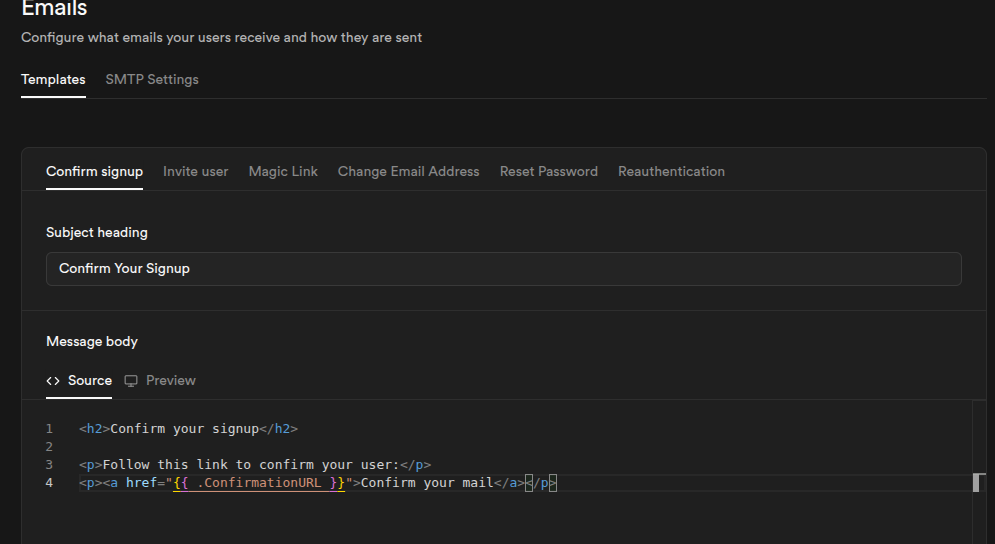 Emails
Configure what emails your users receive and how they are sent
Templates SMTP Settings
Confirm signup Invite user Magic Link Change Email Address Reset Password Reauthentication
Subject heading
Confirm Your Signup
Message body
<> Source Preview
1 <h2>Confirm your signup</h2>
2
3 <p>Follow this link to confirm your user:</p>
4 <p><a href="{{ .ConfirmationURL }}">Confirm your mail</a></p>